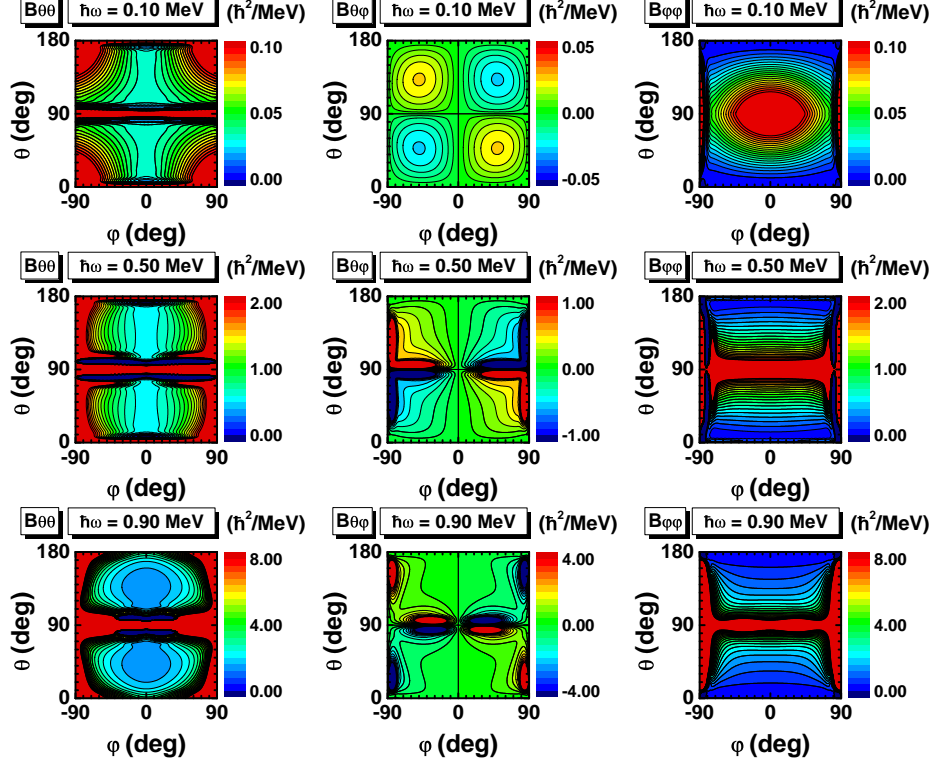 Bθθ ħω = 0.10 MeV (ħ²/MeV) Bθφ ħω = 0.10 MeV (ħ²/MeV) Bφφ ħω = 0.10 MeV (ħ²/MeV)
180 0.10 180 0.05 180 0.10
θ (deg) 90 0.05 θ (deg) 90 0.00 θ (deg) 90 0.05
0 0.00 0 -0.05 0 0.00
-90 0 90 -90 0 90 -90 0 90
φ (deg) φ (deg) φ (deg)
Bθθ ħω = 0.50 MeV (ħ²/MeV) Bθφ ħω = 0.50 MeV (ħ²/MeV) Bφφ ħω = 0.50 MeV (ħ²/MeV)
180 2.00 180 1.00 180 2.00
θ (deg) 90 1.00 θ (deg) 90 0.00 θ (deg) 90 1.00
0 0.00 0 -1.00 0 0.00
-90 0 90 -90 0 90 -90 0 90
φ (deg) φ (deg) φ (deg)
Bθθ ħω = 0.90 MeV (ħ²/MeV) Bθφ ħω = 0.90 MeV (ħ²/MeV) Bφφ ħω = 0.90 MeV (ħ²/MeV)
180 8.00 180 4.00 180 8.00
θ (deg) 90 4.00 θ (deg) 90 0.00 θ (deg) 90 4.00
0 0.00 0 -4.00 0 0.00
-90 0 90 -90 0 90 -90 0 90
φ (deg) φ (deg) φ (deg)